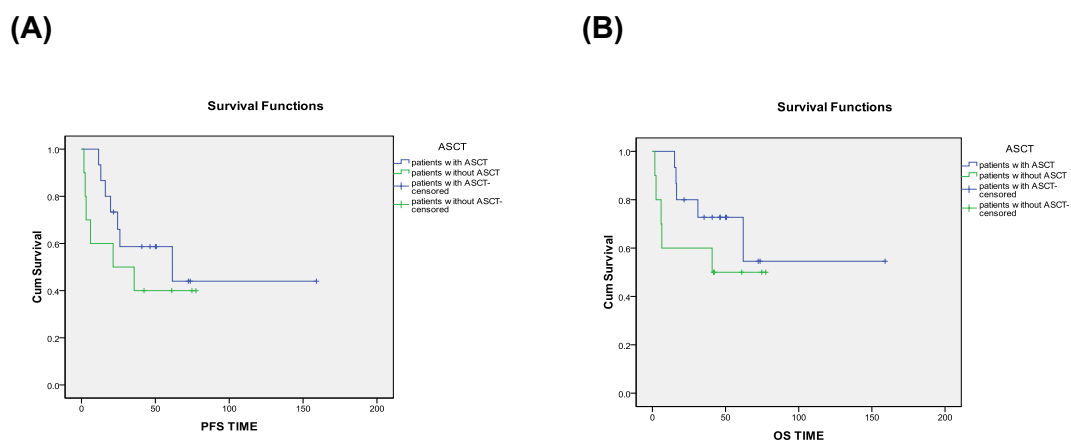 (A)
Survival Functions
Cum Survival
1.0
0.8
0.6
0.4
0.2
0.0
0
50
100
150
200
PFS TIME
ASCT
patients with ASCT
patients without ASCT
patients with ASCT-
censored
patients without ASCT-
censored
(B)
Survival Functions
Cum Survival
1.0
0.8
0.6
0.4
0.2
0.0
0
50
100
150
200
OS TIME
ASCT
patients with ASCT
patients without ASCT
patients with ASCT-
censored
patients without ASCT-
censored